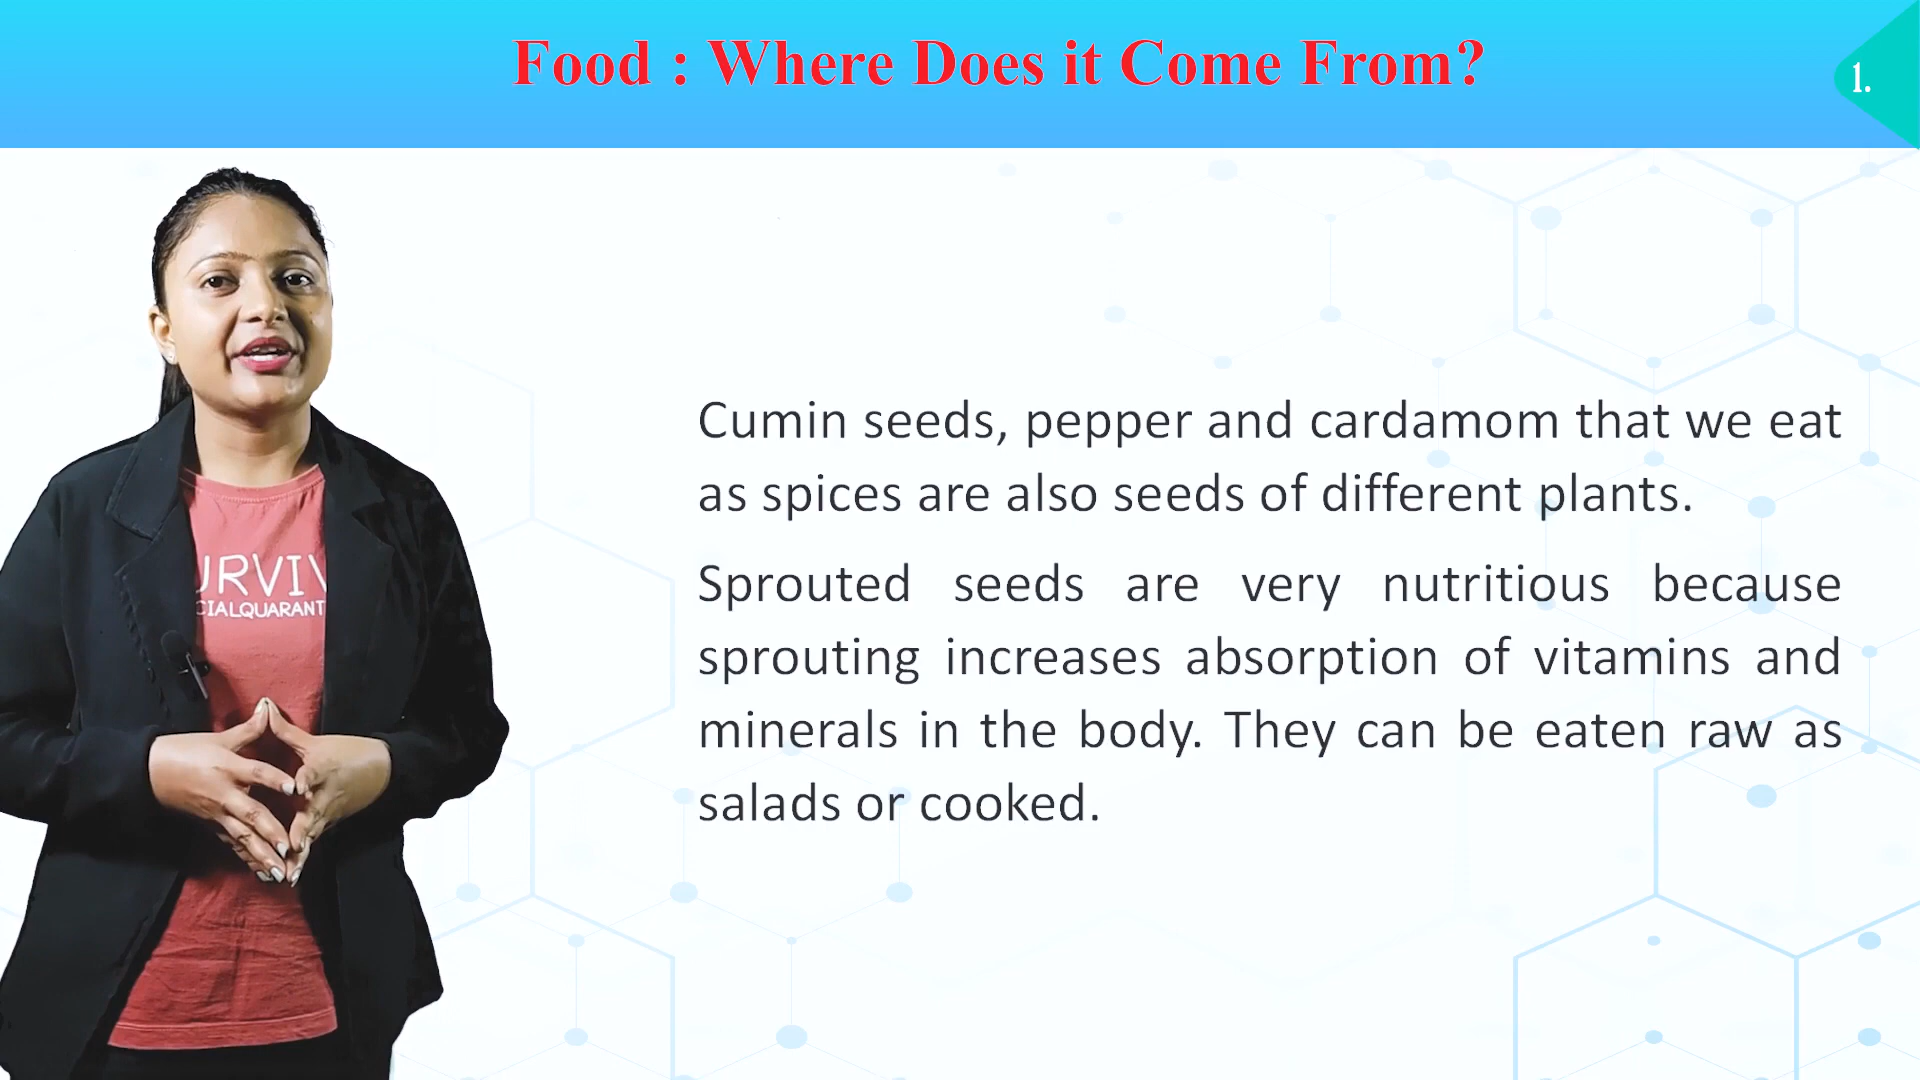 Food : Where Does it Come From?
1.
URVIV
CIALQUARANT
Cumin seeds, pepper and cardamom that we eat
as spices are also seeds of different plants.
Sprouted seeds are very nutritious because
sprouting increases absorption of vitamins and
minerals in the body. They can be eaten raw as
salads or cooked.